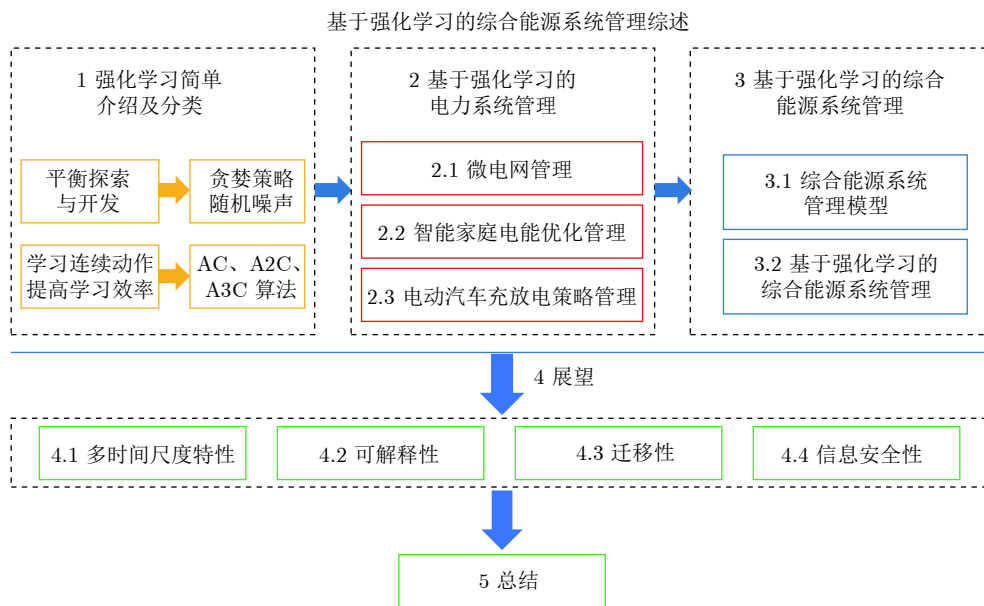 基于强化学习的综合能源系统管理综述
1 强化学习简单
介绍及分类
平衡探索
与开发
贪婪策略
随机噪声
学习连续动作
提高学习效率
AC、A2C、
A3C 算法
2 基于强化学习的
电力系统管理
2.1 微电网管理
2.2 智能家庭电能优化管理
2.3 电动汽车充放电策略管理
3 基于强化学习的综合
能源系统管理
3.1 综合能源系统
管理模型
3.2 基于强化学习的
综合能源系统管理
4 展望
4.1 多时间尺度特性
4.2 可解释性
4.3 迁移性
4.4 信息安全性
5 总结